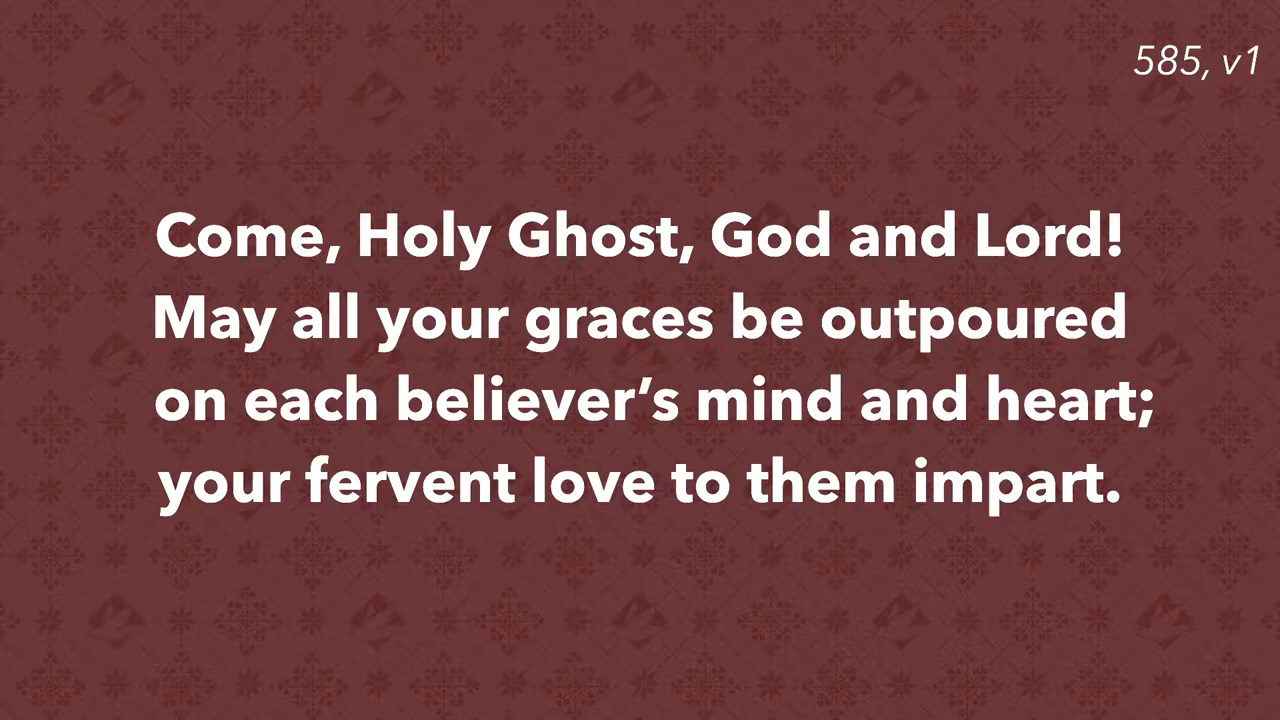 585, v1
Come, Holy Ghost, God and Lord!
May all your graces be outpoured
on each believer’s mind and heart;
your fervent love to them impart.